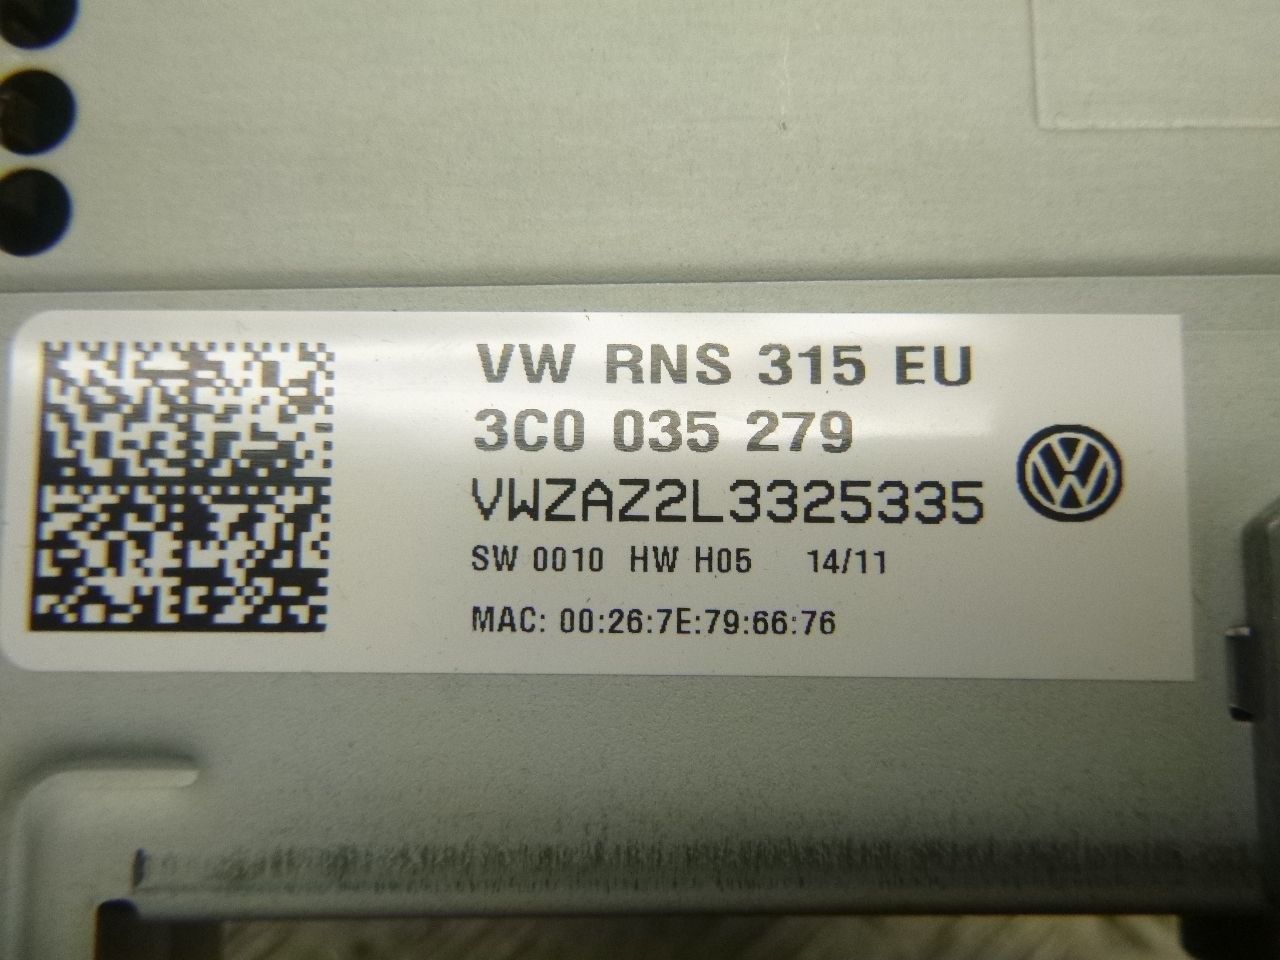 VW RNS 315 EU
3C0 035 279
VWZAZ2L3325335
SW 0010 HW H05 14/11
MAC: 00:26:7E:79:66:76